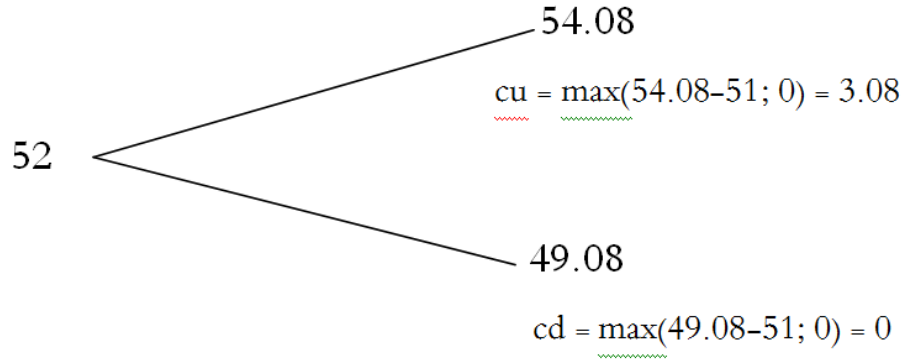 54.08
cu = max(54.08–51; 0) = 3.08
52
49.08
cd = max(49.08–51; 0) = 0